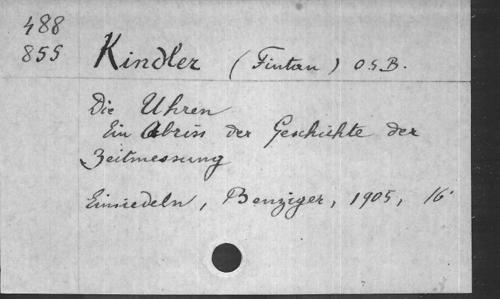 488
855
Kindler (Fintan) O.S.B.
Die Uhren
Ein Abriss der Geschichte der
Zeitmessung
Einsiedeln, Benziger, 1905, 16°